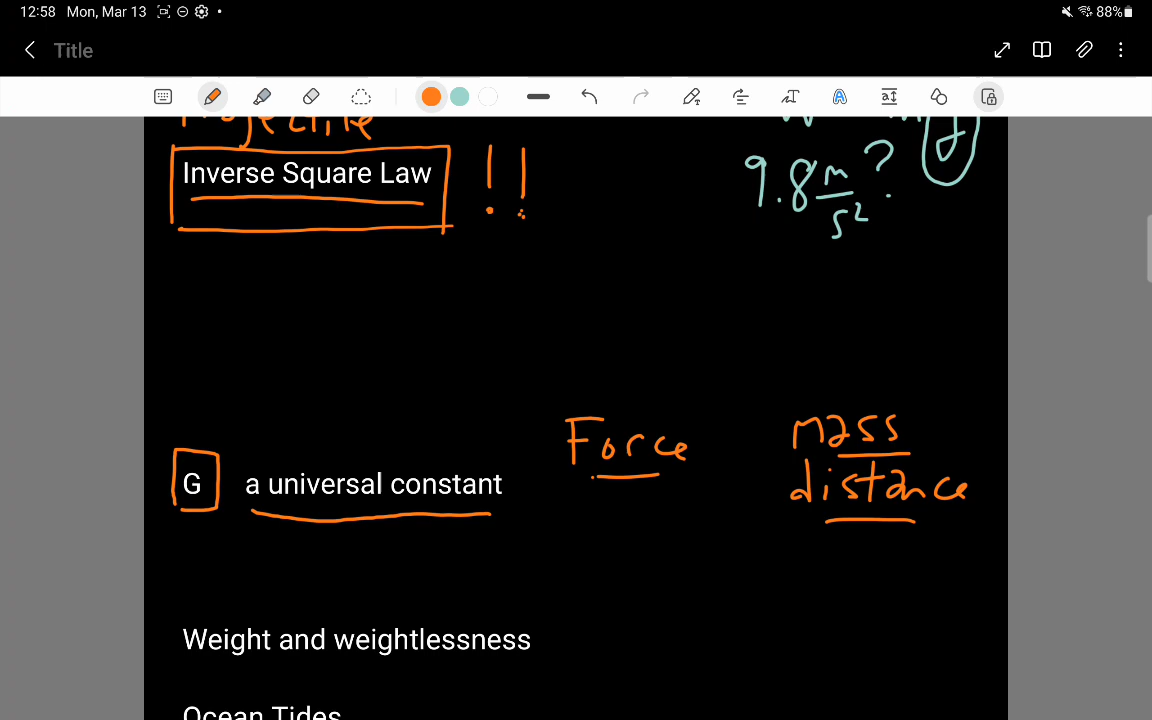 12:58 Mon, Mar 13
88%
Title
Projectile
Inverse Square Law !!
9.8 m/s² ?
Force
mass
G a universal constant
distance
Weight and weightlessness
Ocean Tides